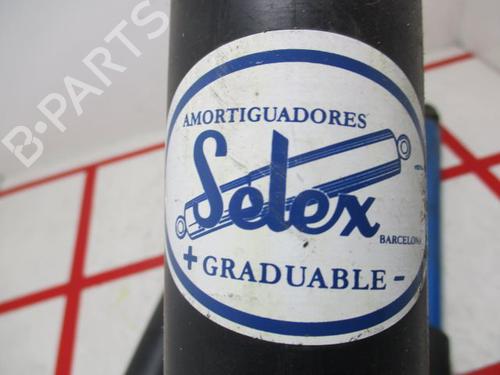 B-PARTS
AMORTIGUADORES
Selex
BARCELONA
+ GRADUABLE -